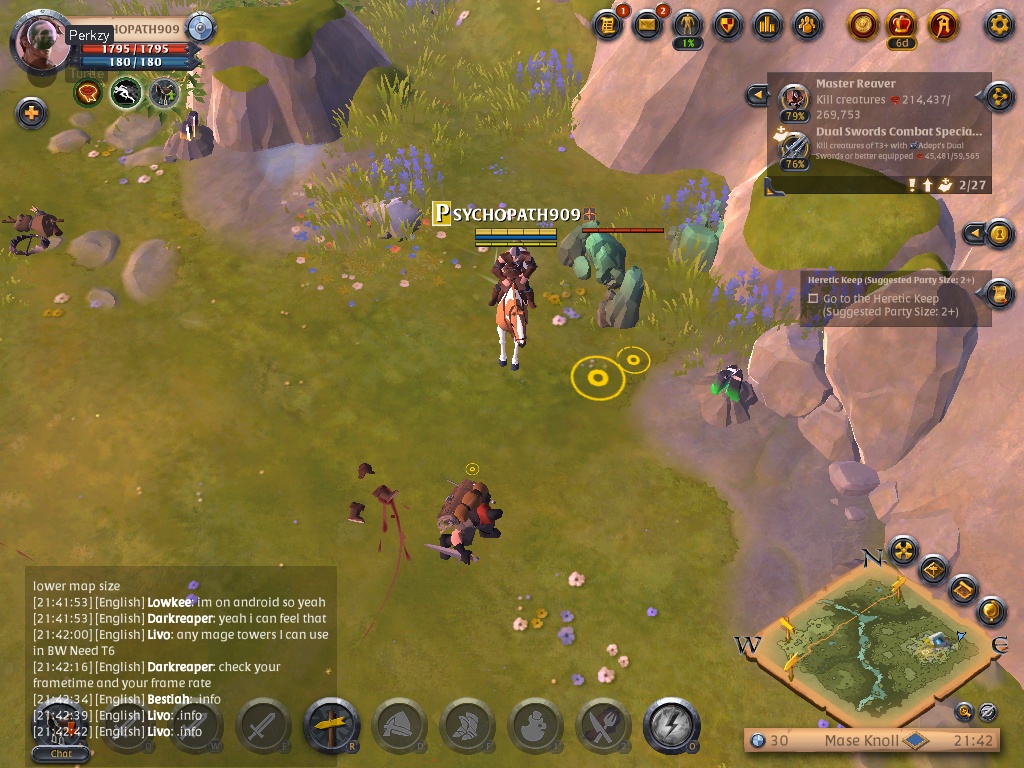 Perkzy
HOPATH909
1795 / 1795
180 / 180
Turtle
1
2
1%
6d
Master Reaver
Kill creatures 214,437/
269,753
79%
Dual Swords Combat Specia...
Kill creatures of T3+ with Adept's Dual
Swords or better equipped 45,481/59,565
76%
2/27
PSYCHOPATH909
Heretic Keep (Suggested Party Size: 2+)
Go to the Heretic Keep
(Suggested Party Size: 2+)
lower map size
[21:41:53] [English] Lowkee: im on android so yeah
[21:41:53] [English] Darkreaper: yeah i can feel that
[21:42:00] [English] Livo: any mage towers I can use
in BW Need T6
[21:42:16] [English] Darkreaper: check your
frametime and your frame rate
[21:42:34] [English] Bestiah: .info
[21:42:39] [English] Livo: .info
[21:42:42] [English] Livo: .info
Chat
Q
W
E
R
D
F
2
O
N
W
E
30
Mase Knoll
21:42